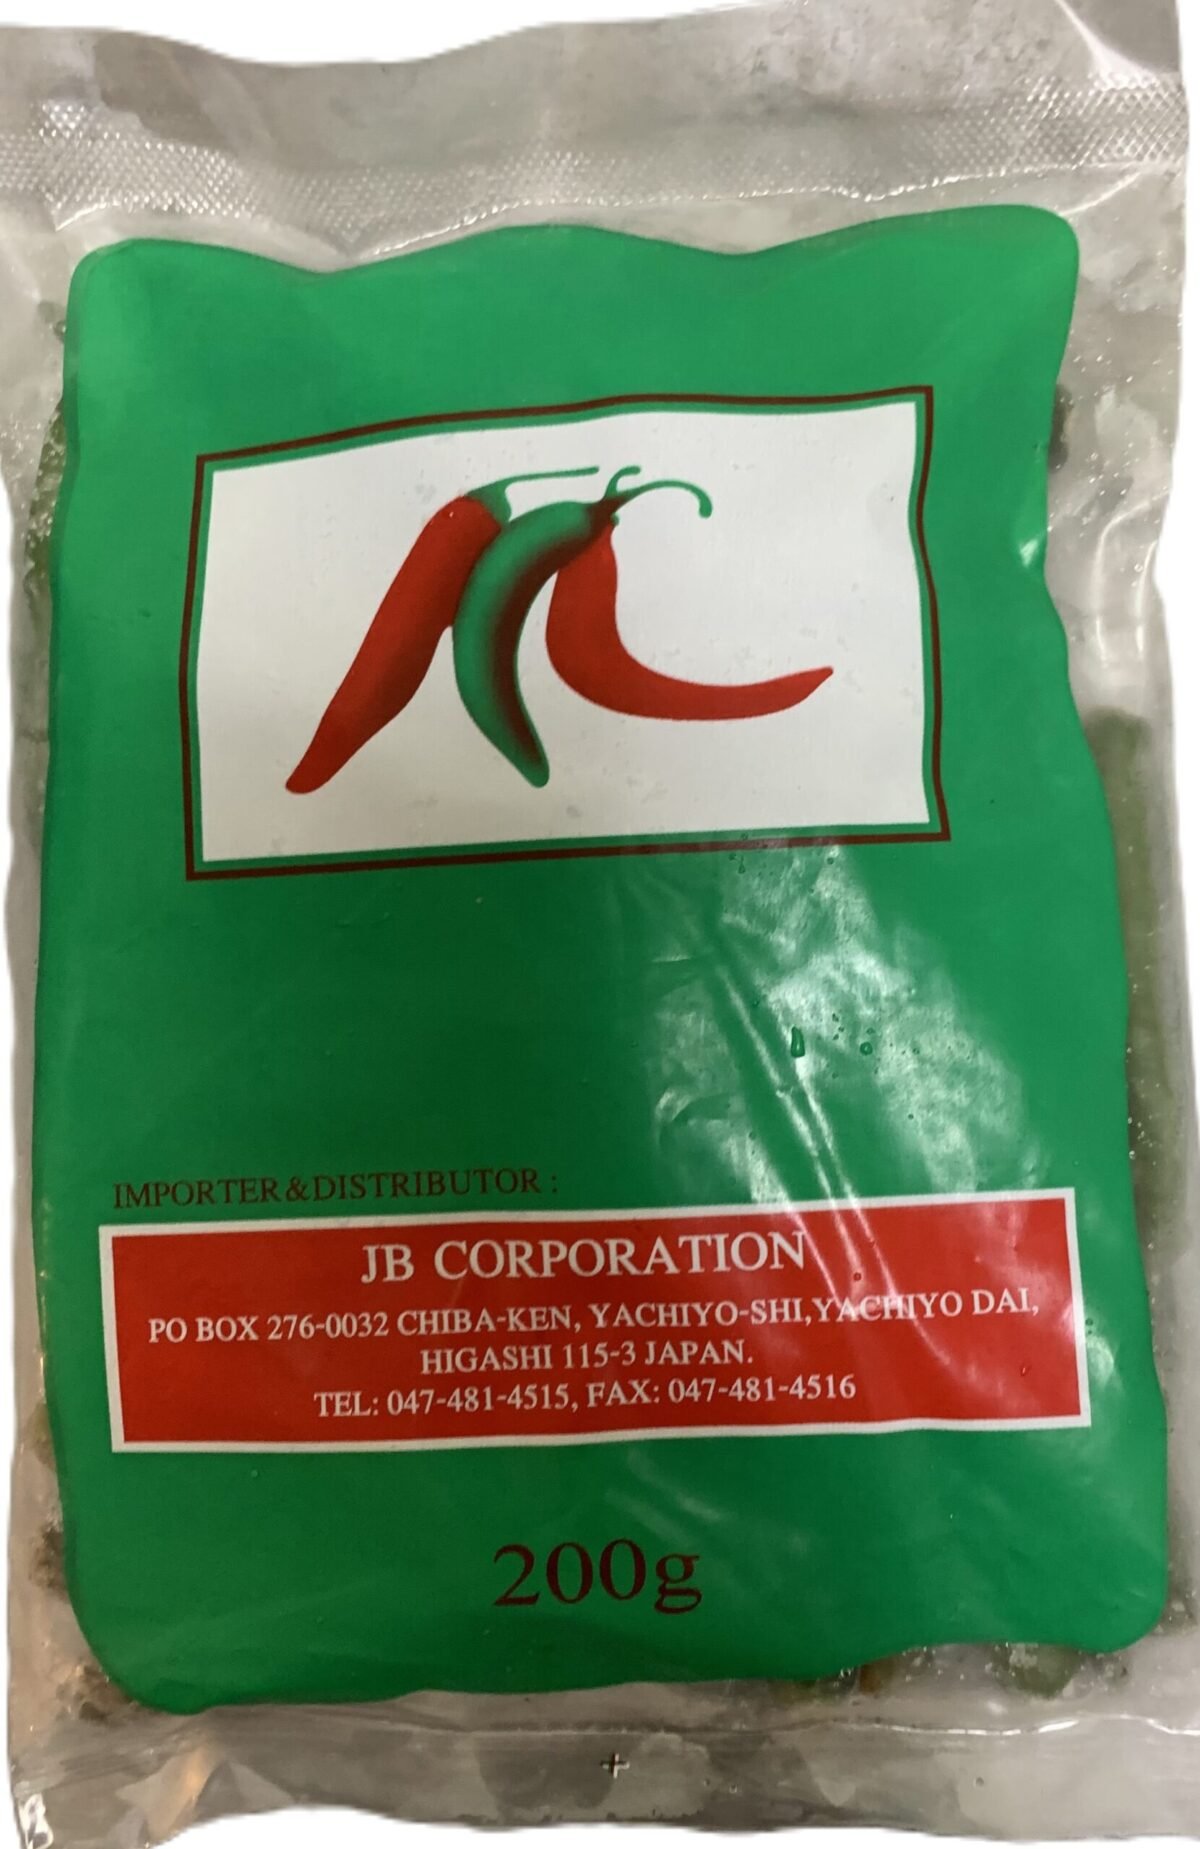 IMPORTER&DISTRIBUTOR :
JB CORPORATION
PO BOX 276-0032 CHIBA-KEN, YACHIYO-SHI,YACHIYO DAI,
HIGASHI 115-3 JAPAN.
TEL: 047-481-4515, FAX: 047-481-4516
200g